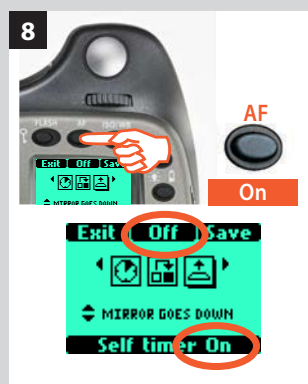 8
FLASH AF ISO/WB
Exit Off Sav
MIRROR GOES DOWN
AF
On
Exit Off Save
MIRROR GOES DOWN
Self timer On